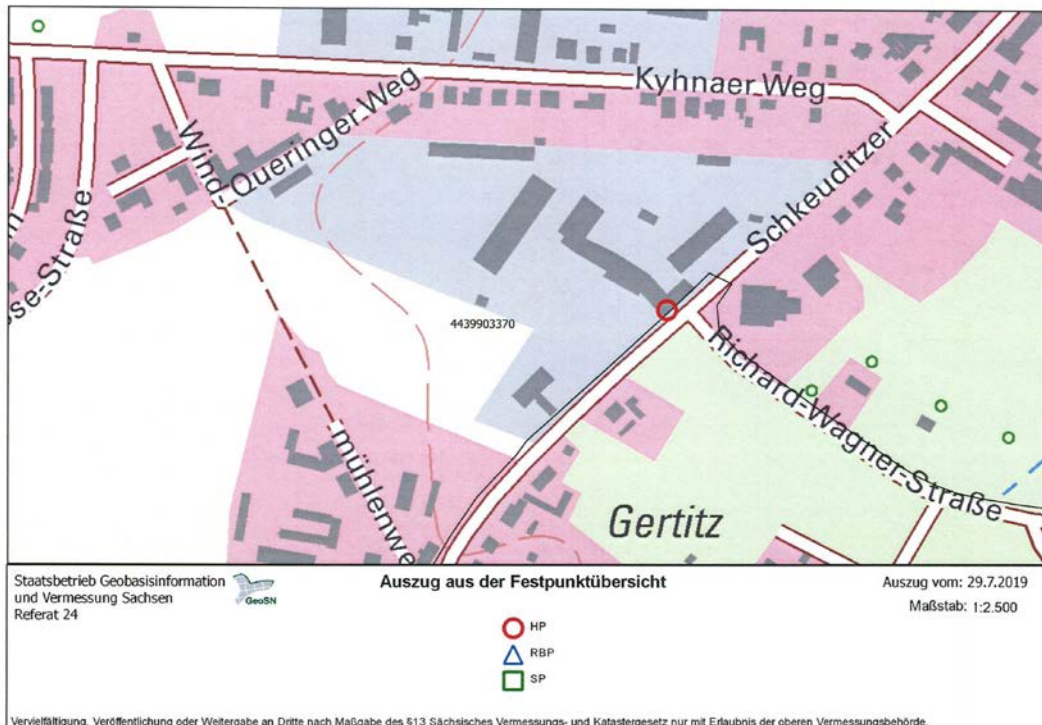 Kyhnaer Weg
Queringer-Weg
Wind-
mühlenwe
Schkeuditzer
sse-Straße
4439903370
Richard-Wagner-Straße
Gertitz
Staatsbetrieb Geobasisinformation
und Vermessung Sachsen
Referat 24
GeoSN
Auszug aus der Festpunktübersicht
Auszug vom: 29.7.2019
Maßstab: 1:2.500
HP
RBP
SP
Vervielfältigung, Veröffentlichung oder Weitergabe an Dritte nach Maßgabe des §13 Sächsisches Vermessungs- und Katastergesetz nur mit Erlaubnis der oberen Vermessungsbehörde.